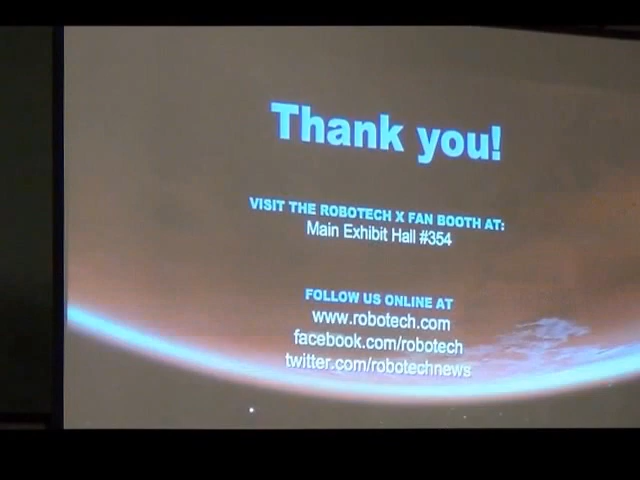 Thank you!
VISIT THE ROBOTECH X FAN BOOTH AT:
Main Exhibit Hall #354
FOLLOW US ONLINE AT
www.robotech.com
facebook.com/robotech
twitter.com/robotechnews